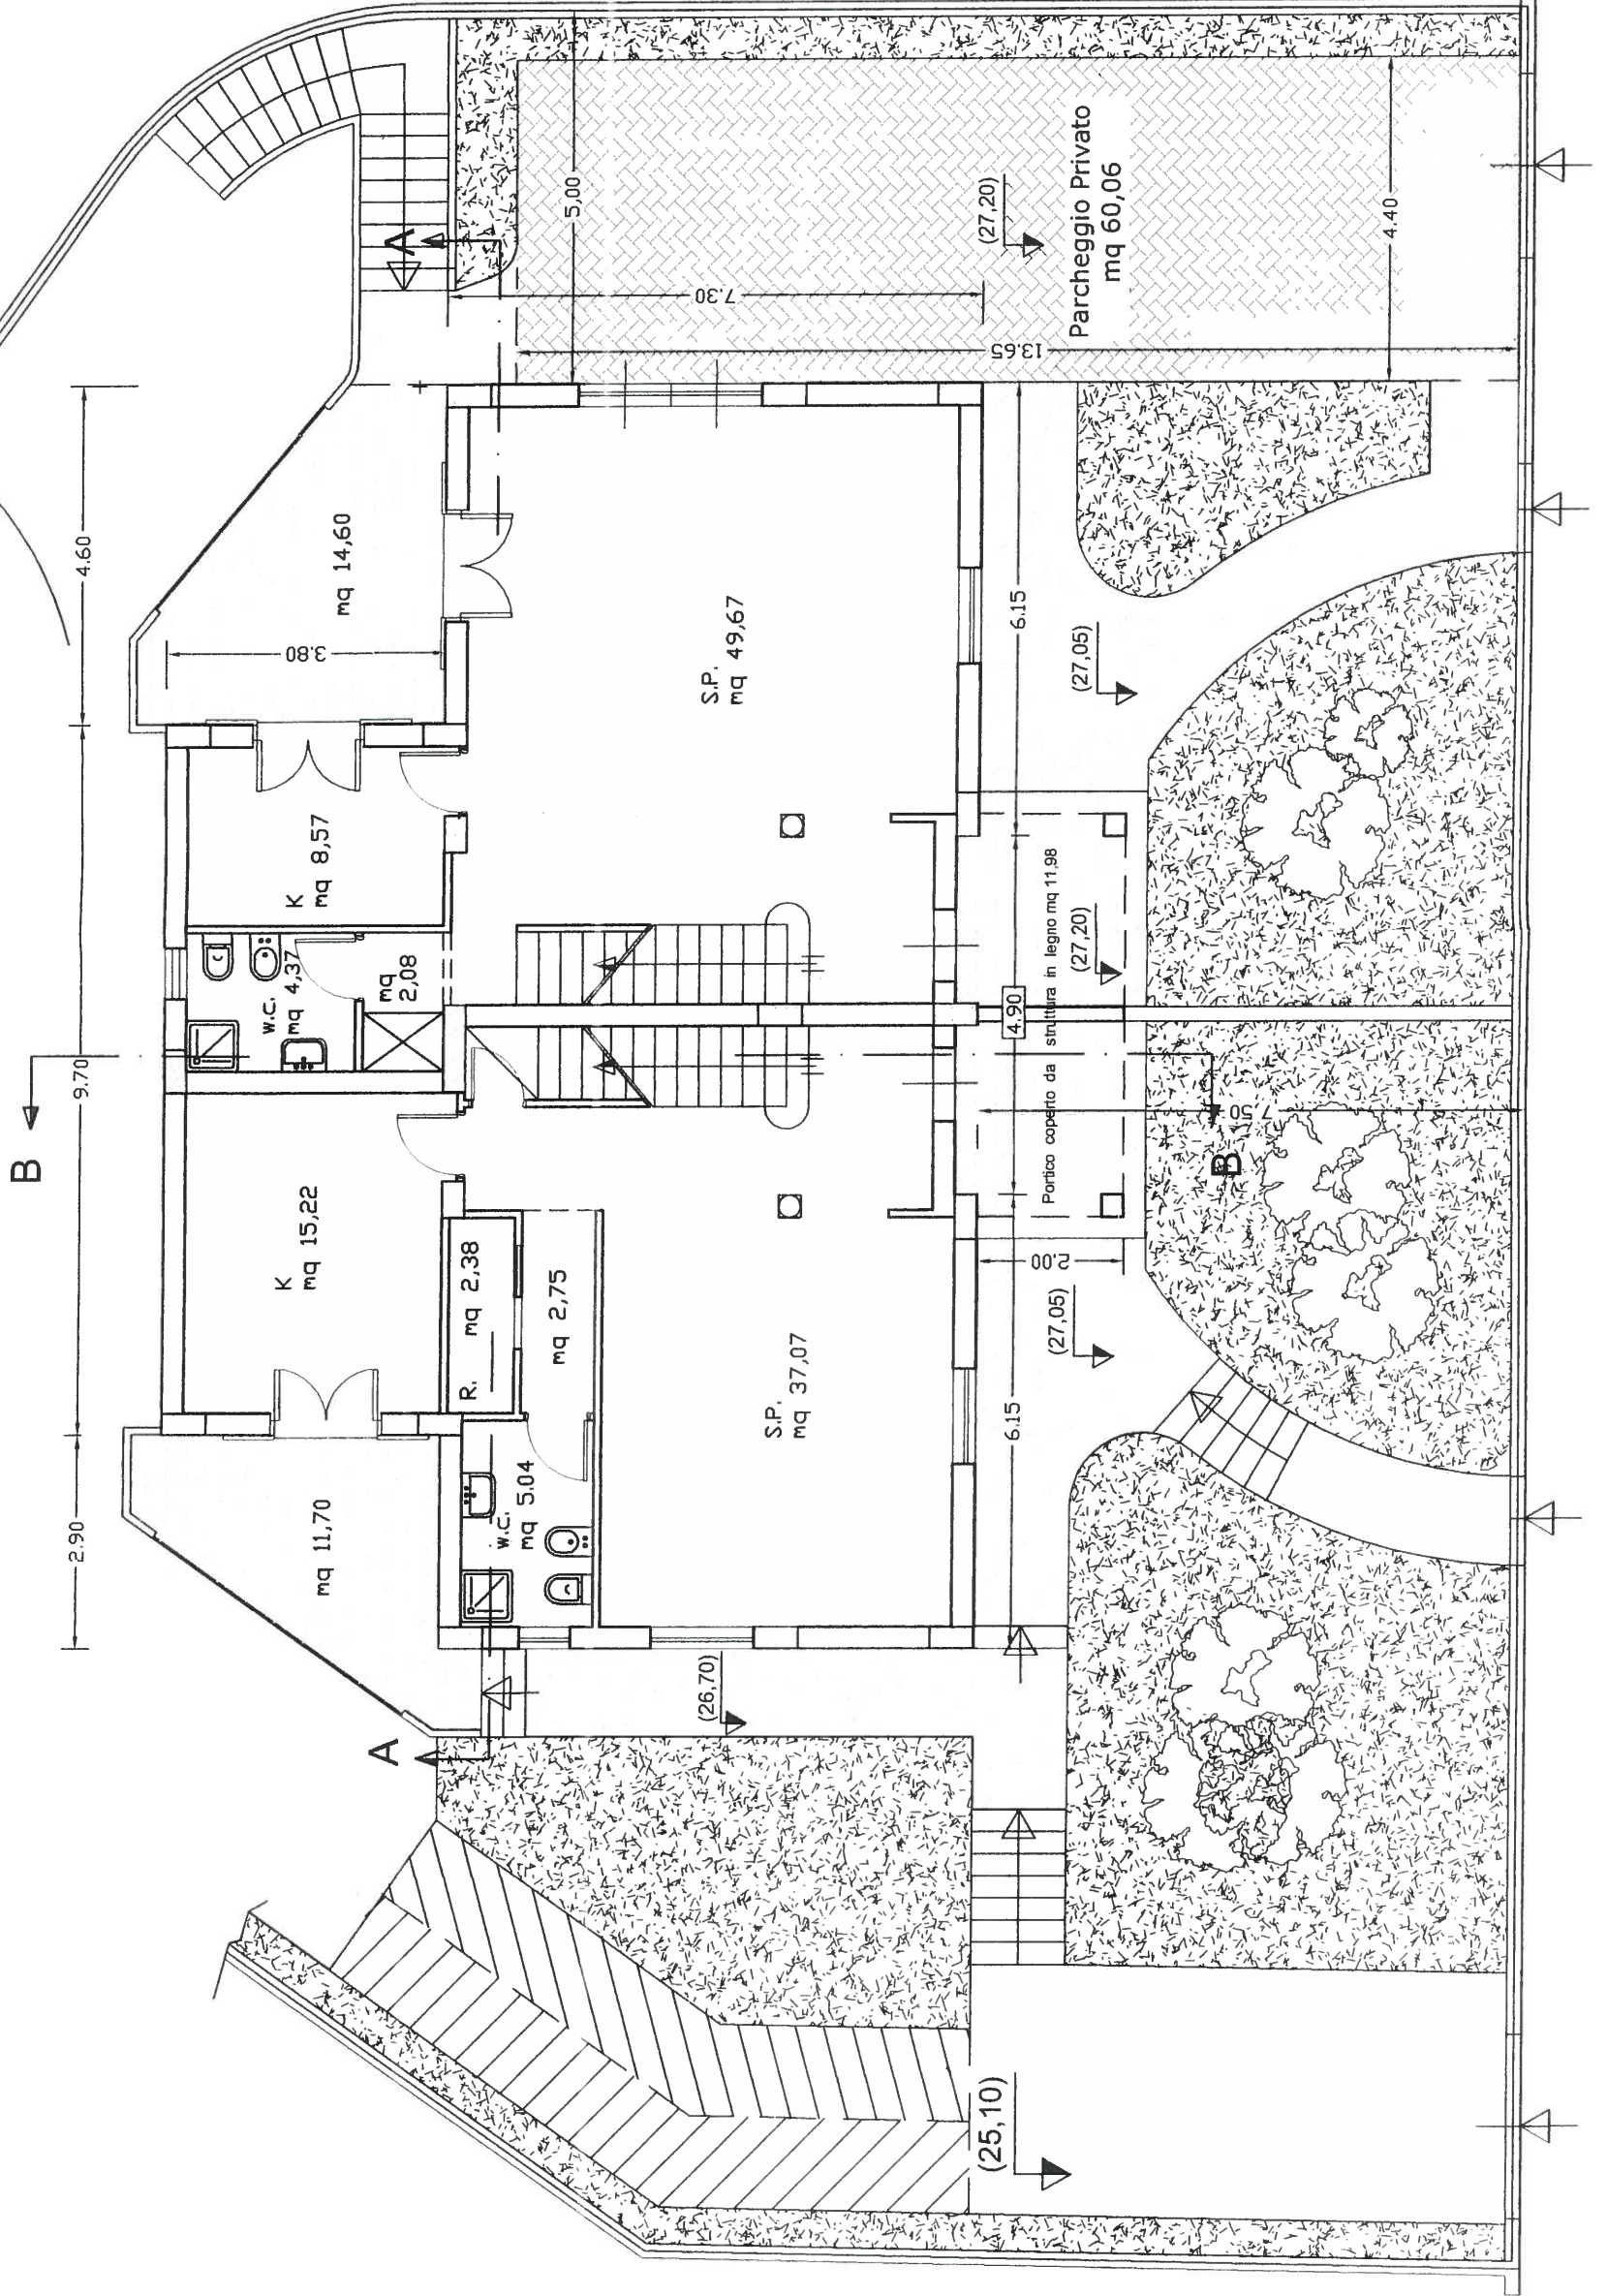 B
9.70
4.60
2.90
mq 14,60
3.80
K
mq 8,57
w.c.
mq 4,37
mq
2,08
K
mq 15,22
R. mq 2,38
mq 2,75
mq 11,70
w.c.
mq 5.04
S.P.
mq 49,67
S.P.
mq 37,07
A
A
5,00
7.30
13.65
4.40
(27,20)
Parcheggio Privato
mq 60,06
6.15
(27,05)
4.90
Portico coperto da struttura in legno mq 11,98
(27,20)
7.50
B
2.00
(27,05)
6.15
(26,70)
(25,10)